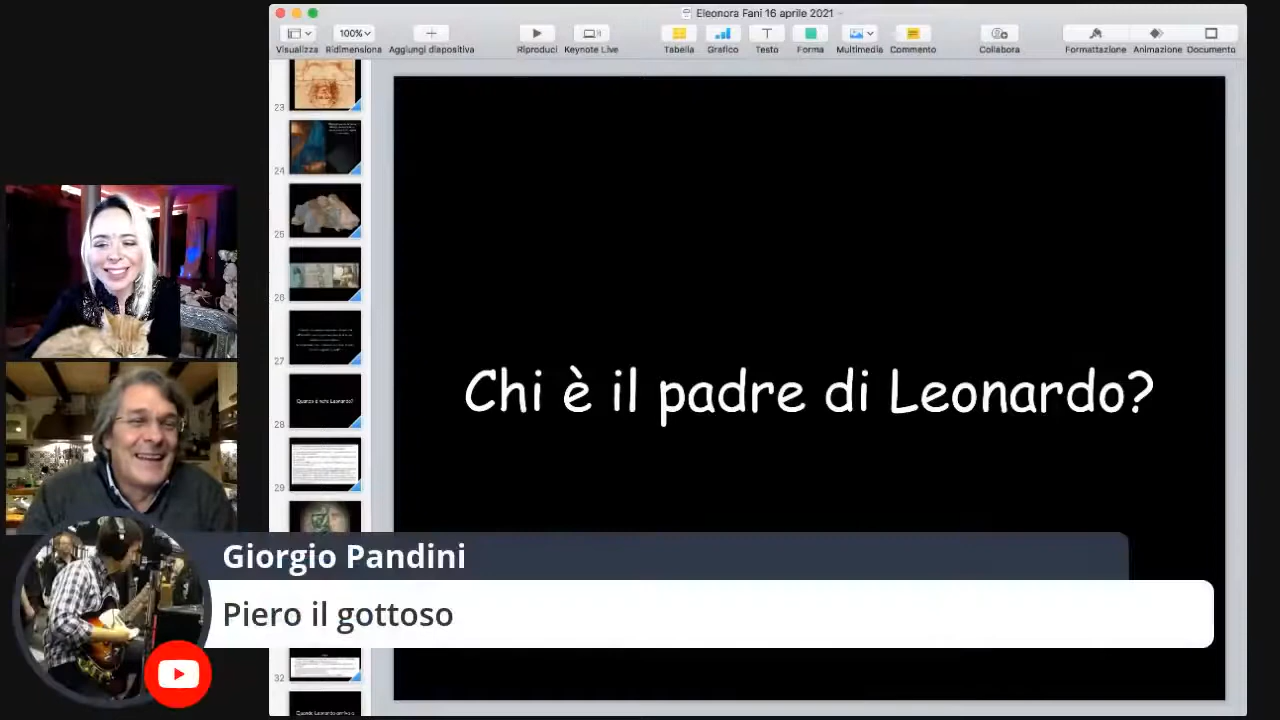 Eleonora Fani 16 aprile 2021
100%
Visualizza
Ridimensiona
Aggiungi diapositiva
Riproduci
Keynote Live
Tabella
Grafico
Testo
Forma
Multimedia
Commento
Collabora
Formattazione
Animazione
Documento
23
24
25
26
27
28
29
32
Chi è il padre di Leonardo?
Giorgio Pandini
Piero il gottoso